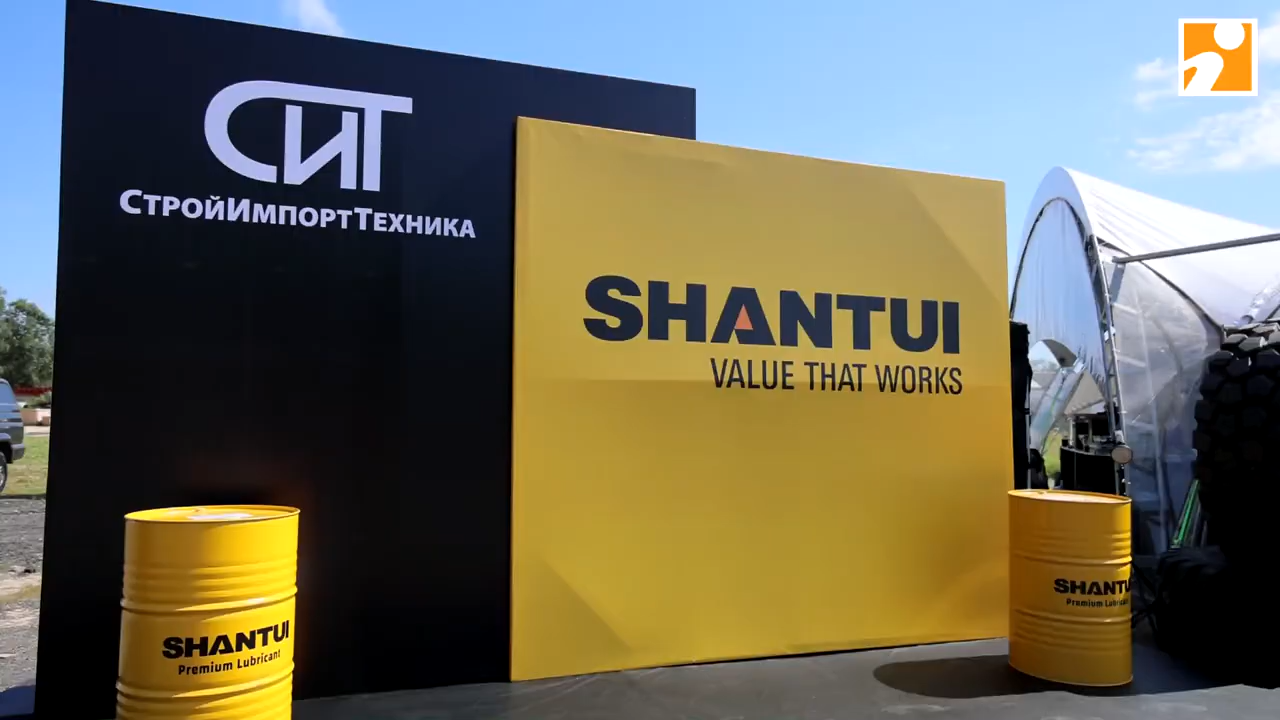 СИТ
СтройИмпортТехника
SHANTUI
VALUE THAT WORKS
SHANTUI
Premium Lubricant
SHANTUI
Premium Lubricant